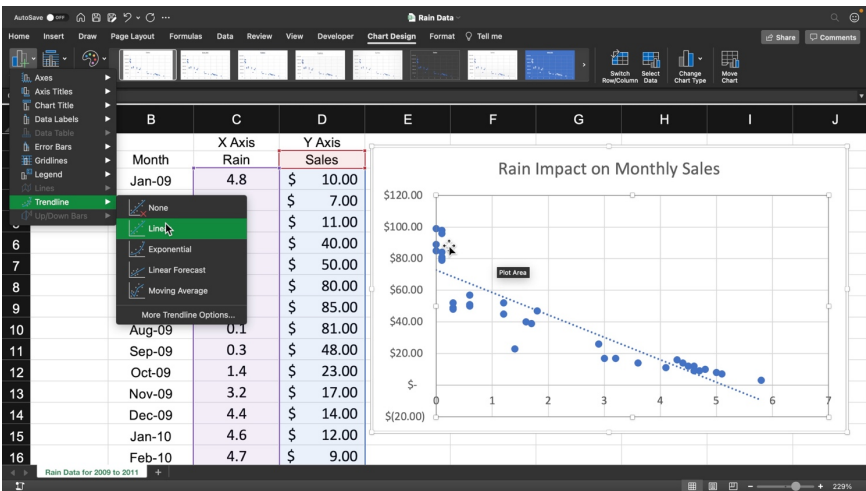 AutoSave OFF
Rain Data
Home Insert Draw Page Layout Formulas Data Review View Developer Chart Design Format Tell me
Share Comments
Switch Row/Column
Select Data
Change Chart Type
Move Chart
Axes
Axis Titles
Chart Title
Data Labels
Data Table
Error Bars
Gridlines
Legend
Lines
Trendline
Up/Down Bars
None
Exponential
Linear Forecast
Moving Average
More Trendline Options...
B C D E F G H I J
X Axis Y Axis
Month Rain Sales
Jan-09 4.8 $ 10.00
$ 7.00
$ 11.00
6 $ 40.00
7 $ 50.00
8 $ 80.00
9 $ 85.00
10 Aug-09 0.1 $ 81.00
11 Sep-09 0.3 $ 48.00
12 Oct-09 1.4 $ 23.00
13 Nov-09 3.2 $ 17.00
14 Dec-09 4.4 $ 14.00
15 Jan-10 4.6 $ 12.00
16 Feb-10 4.7 $ 9.00
Rain Impact on Monthly Sales
$120.00
$100.00
$80.00
$60.00
$40.00
$20.00
$-
$(20.00)
0 1 2 3 4 5 6 7
Plot Area
Rain Data for 2009 to 2011 +
229%